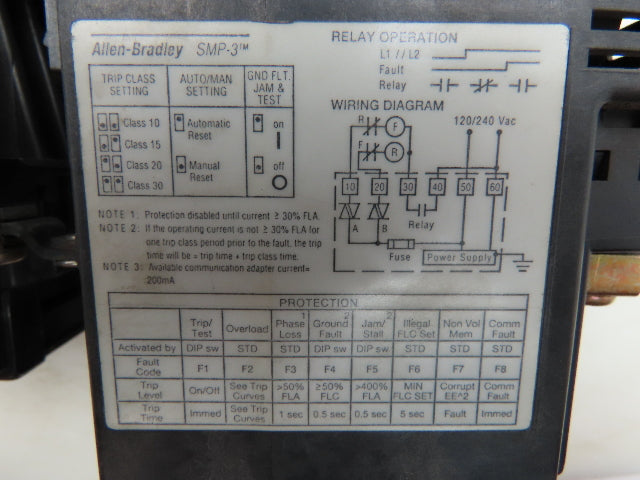 Allen-Bradley SMP-3™
TRIP CLASS SETTING
AUTO/MAN SETTING
GND FLT. JAM & TEST
Class 10
Class 15
Class 20
Class 30
Automatic Reset
Manual Reset
on
off
NOTE 1: Protection disabled until current ≥ 30% FLA.
NOTE 2: If the operating current is not ≥ 30% FLA for
one trip class period prior to the fault, the trip
time will be = trip time + trip class time.
NOTE 3: Available communication adapter current=
200mA
RELAY OPERATION
L1 // L2
Fault
Relay
WIRING DIAGRAM
120/240 Vac
R F
F R
10 20 30 40 50 60
A B
Relay
Fuse
Power Supply
PROTECTION
Trip/ Test
Overload
1 Phase Loss
2 Ground Fault
2 Jam/ Stall
Illegal FLC Set
Non Vol Mem
Comm Fault
Activated by DIP sw STD STD DIP sw DIP sw STD STD STD
Fault Code F1 F2 F3 F4 F5 F6 F7 F8
Trip Level On/Off See Trip Curves >50% FLA ≥50% FLC >400% FLA MIN FLC SET Corrupt EE^2 Comm Fault
Trip Time Immed See Trip Curves 1 sec 0.5 sec 0.5 sec 5 sec Fault Immed